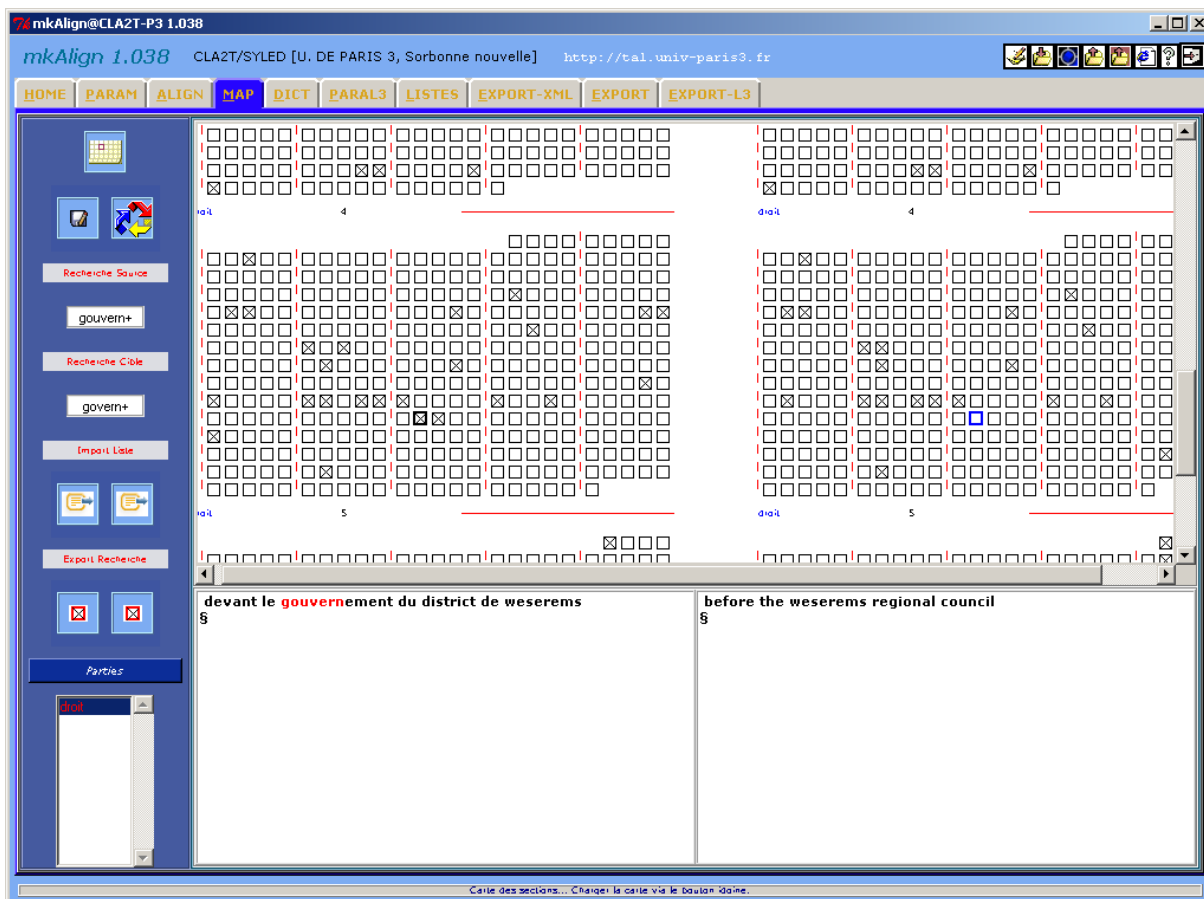 mkAlign@CLA2T-P3 1.038
mkAlign 1.038 CLA2T/SYLED [U. DE PARIS 3, Sorbonne nouvelle] http://tal.univ-paris3.fr
HOME PARAM ALIGN MAP DICT PARAL3 LISTES EXPORT-XML EXPORT EXPORT-L3
droit 4 droit 4
Recherche Source
gouvern+
Recherche Cible
govern+
Import Liste
droit 5 droit 5
Export Recherche
devant le gouvernement du district de weserems
§
before the weserems regional council
§
Parties
droit
Carte des sections... Charger la carte via le bouton idoine.